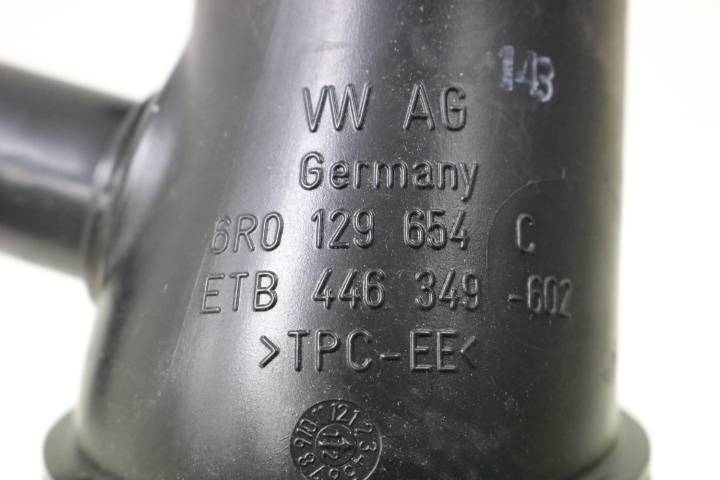 143
VW AG
Germany
6R0 129 654 C
ETB 446 349 -602
>TPC-EE<